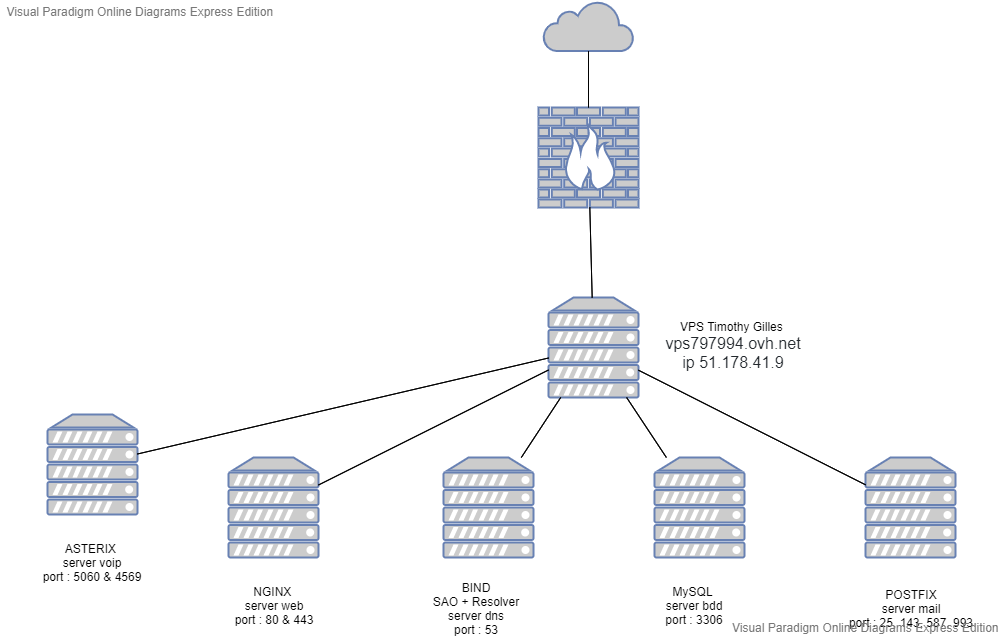 Visual Paradigm Online Diagrams Express Edition
VPS Timothy Gilles
vps797994.ovh.net
ip 51.178.41.9
ASTERIX
server voip
port : 5060 & 4569
NGINX
server web
port : 80 & 443
BIND
SAO + Resolver
server dns
port : 53
MySQL
server bdd
port : 3306
POSTFIX
server mail
port : 25, 143, 587, 993
Visual Paradigm Online Diagrams Express Edition